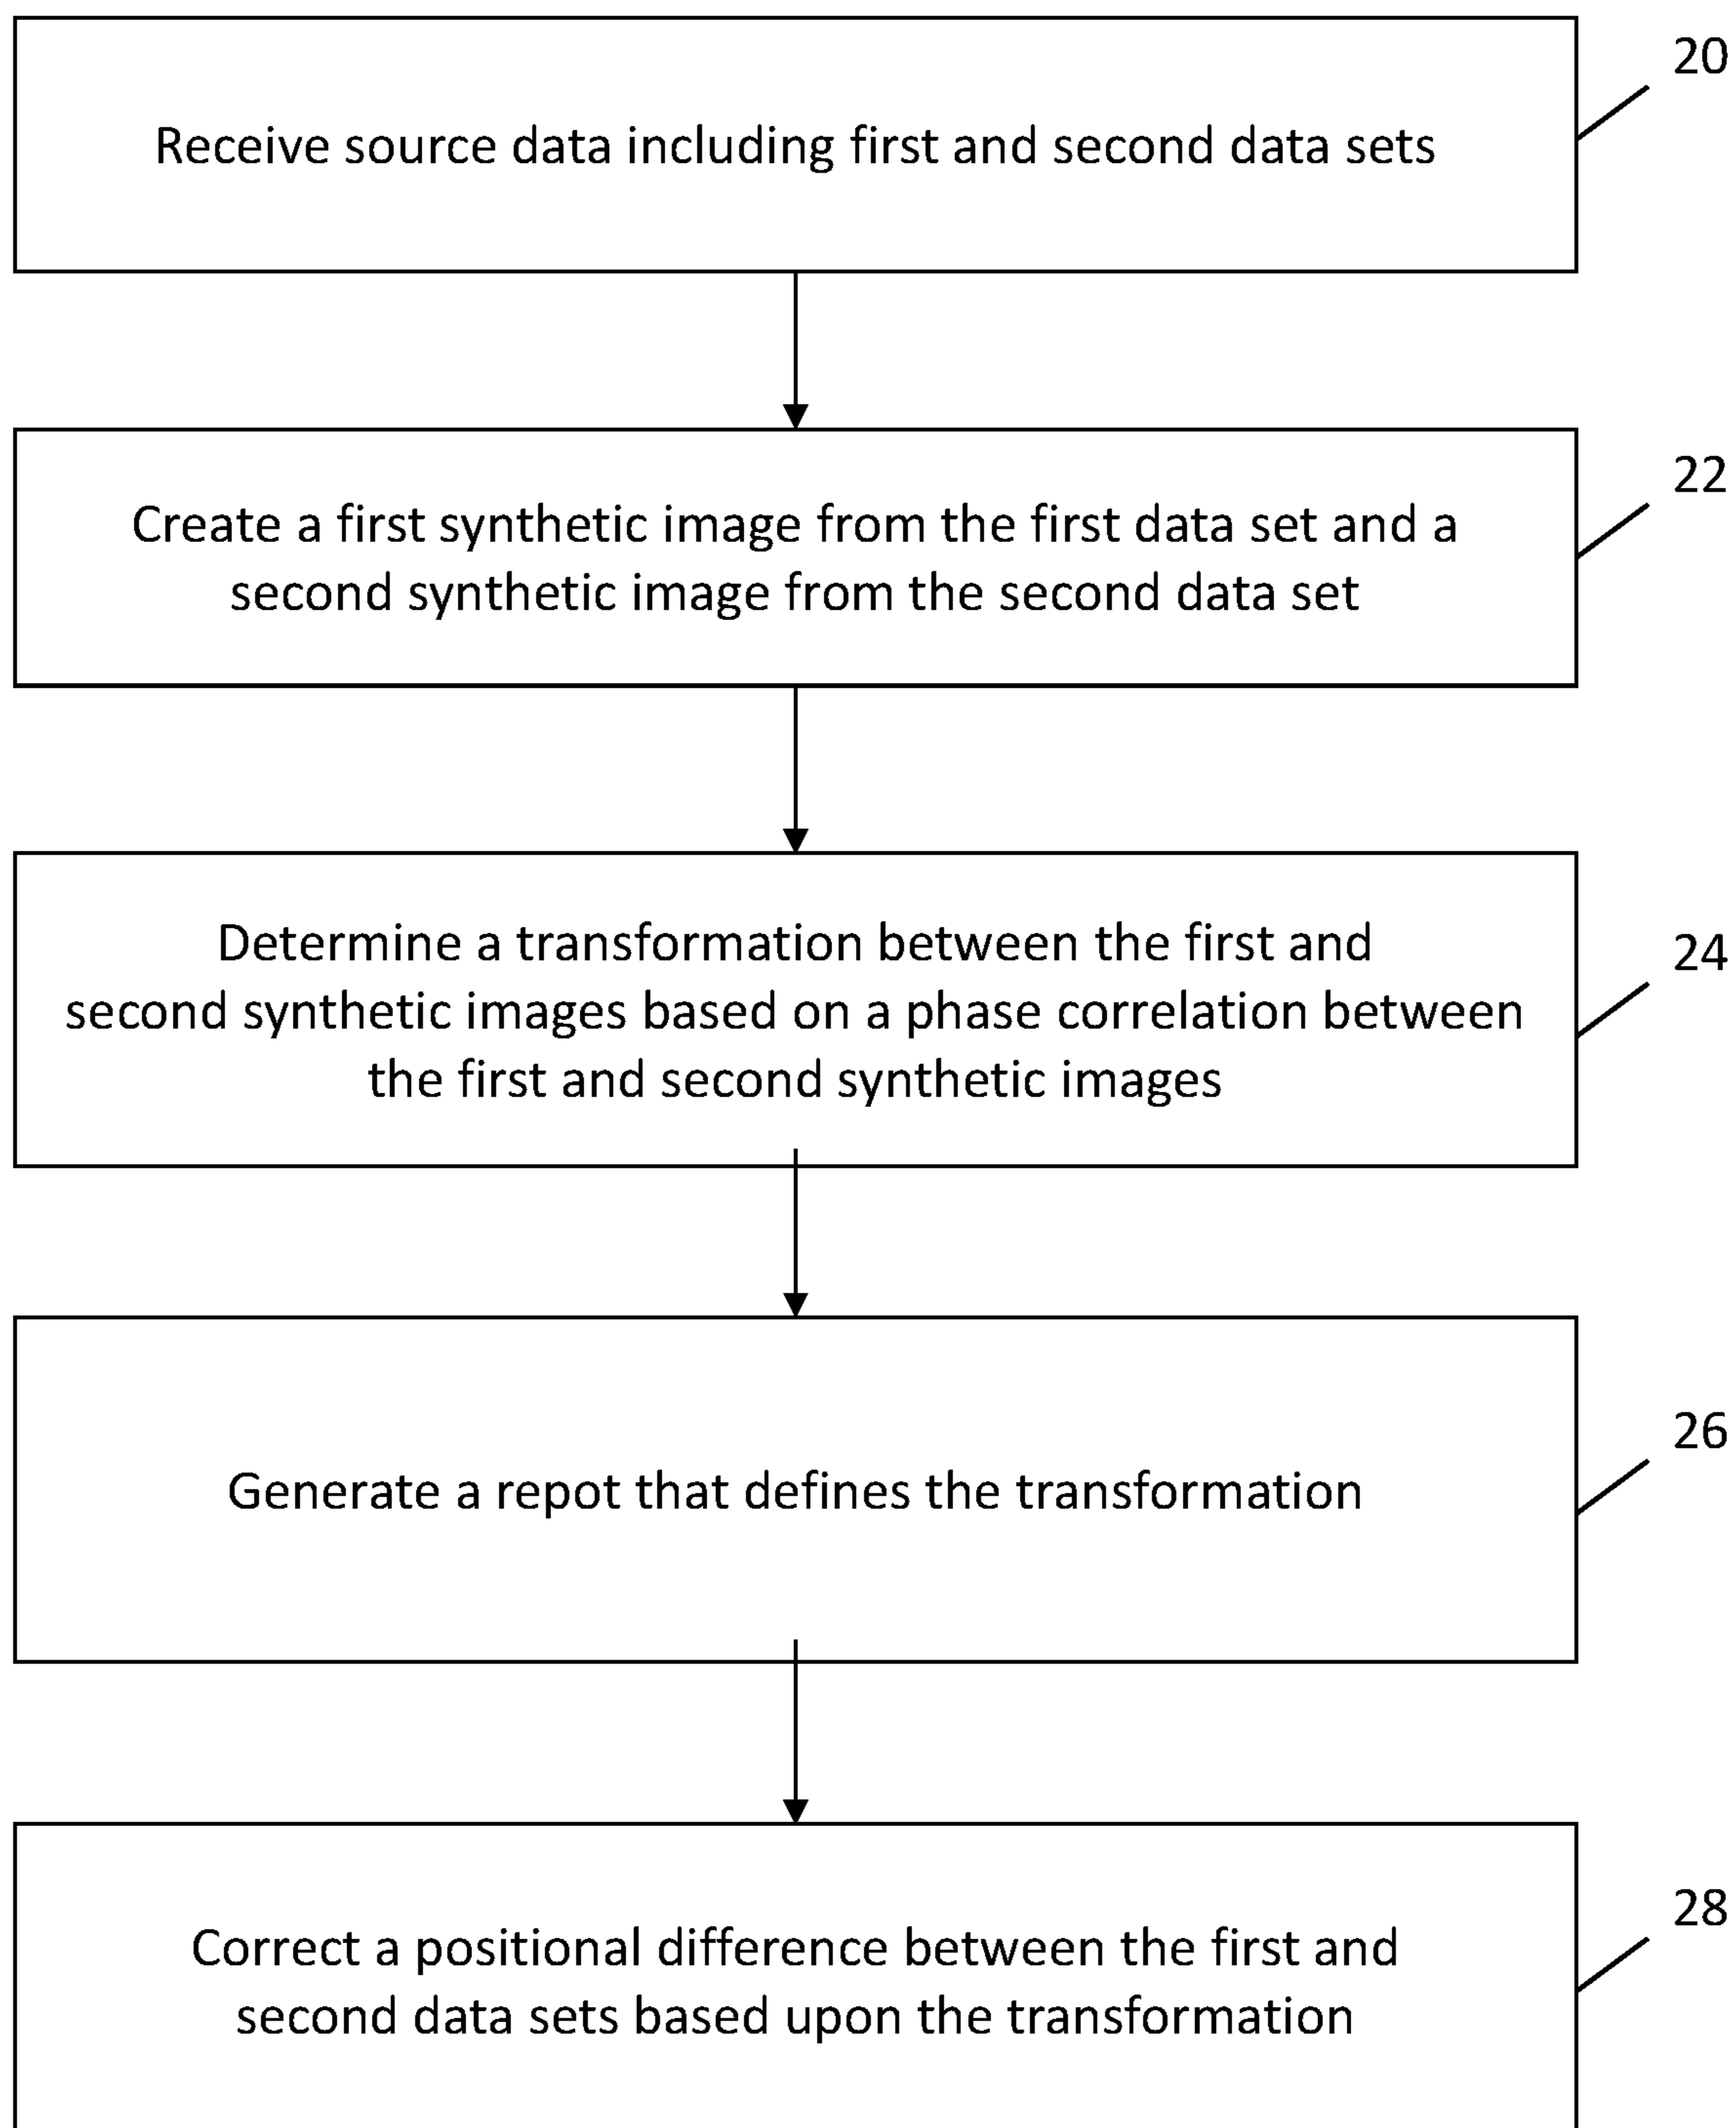 20
Receive source data including first and second data sets
22
Create a first synthetic image from the first data set and a
second synthetic image from the second data set
24
Determine a transformation between the first and
second synthetic images based on a phase correlation between
the first and second synthetic images
26
Generate a repot that defines the transformation
28
Correct a positional difference between the first and
second data sets based upon the transformation